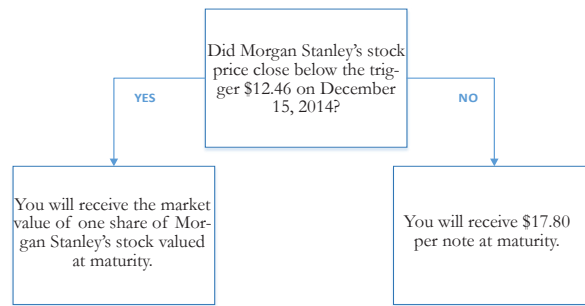 Did Morgan Stanley's stock
price close below the trig-
ger $12.46 on December
15, 2014?
YES
NO
You will receive the market
value of one share of Mor-
gan Stanley's stock valued
at maturity.
You will receive $17.80
per note at maturity.